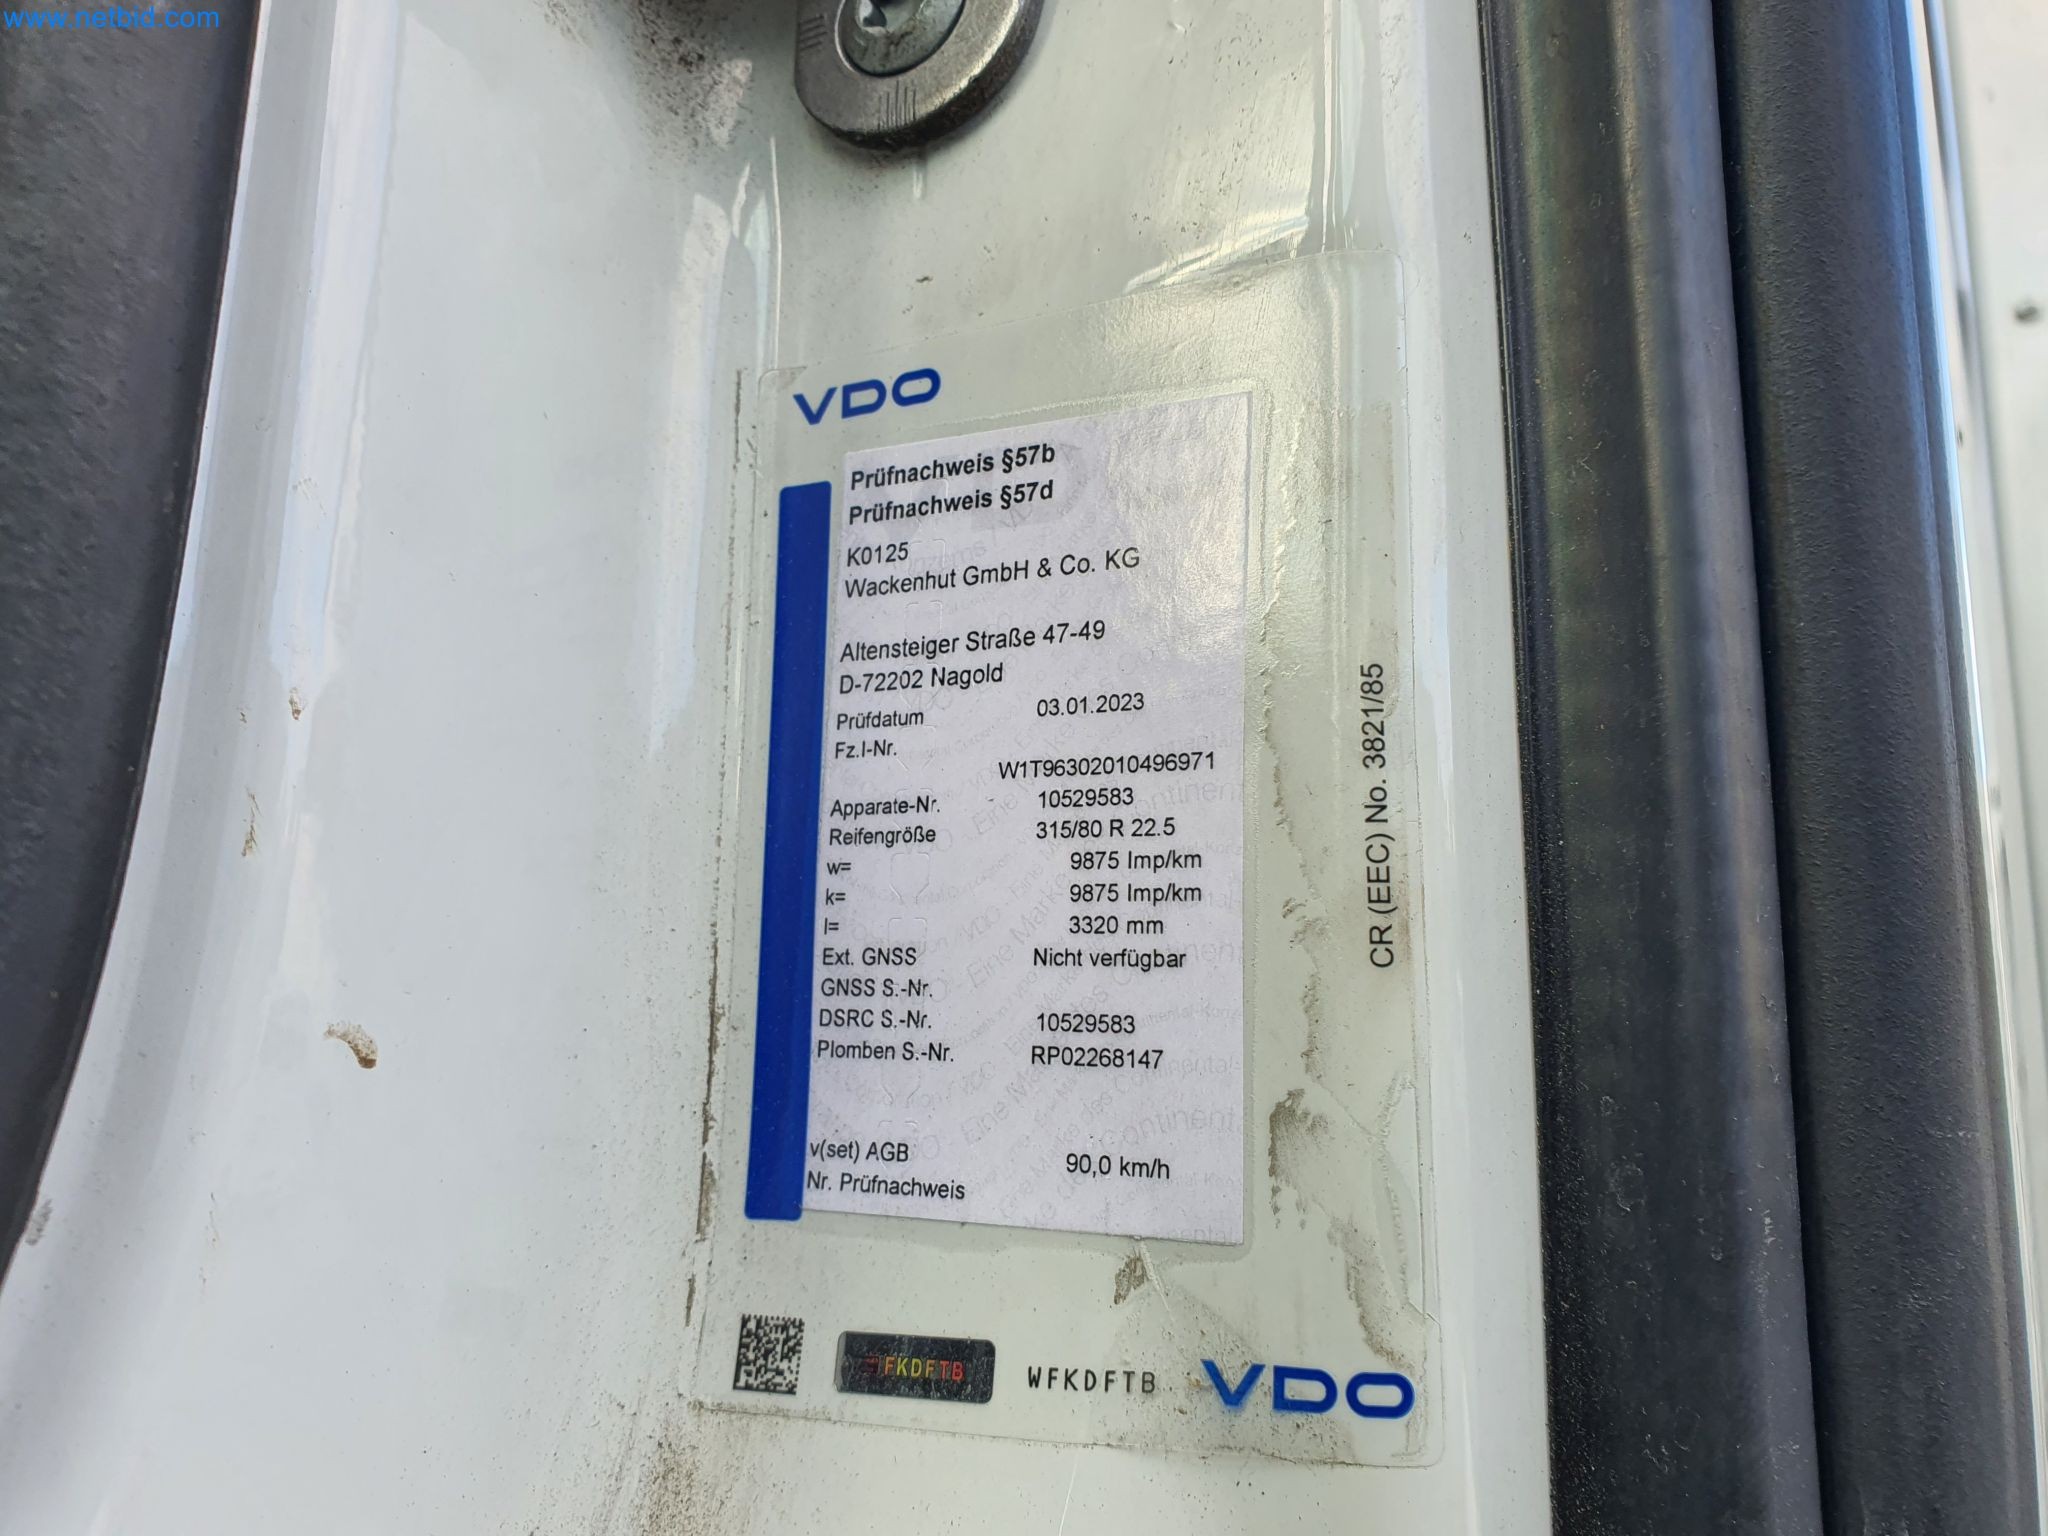 www.netbid.com
VDO
Prüfnachweis §57b
Prüfnachweis §57d
K0125
Wackenhut GmbH & Co. KG
Altensteiger Straße 47-49
D-72202 Nagold
Prüfdatum 03.01.2023
Fz.I-Nr.
W1T96302010496971
Apparate-Nr. 10529583
Reifengröße 315/80 R 22.5
w= 9875 Imp/km
k= 9875 Imp/km
l= 3320 mm
Ext. GNSS Nicht verfügbar
GNSS S.-Nr.
DSRC S.-Nr. 10529583
Plomben S.-Nr. RP02268147
v(set) AGB 90,0 km/h
Nr. Prüfnachweis
CR (EEC) No. 3821/85
FKDFTB WFKDFTB VDO